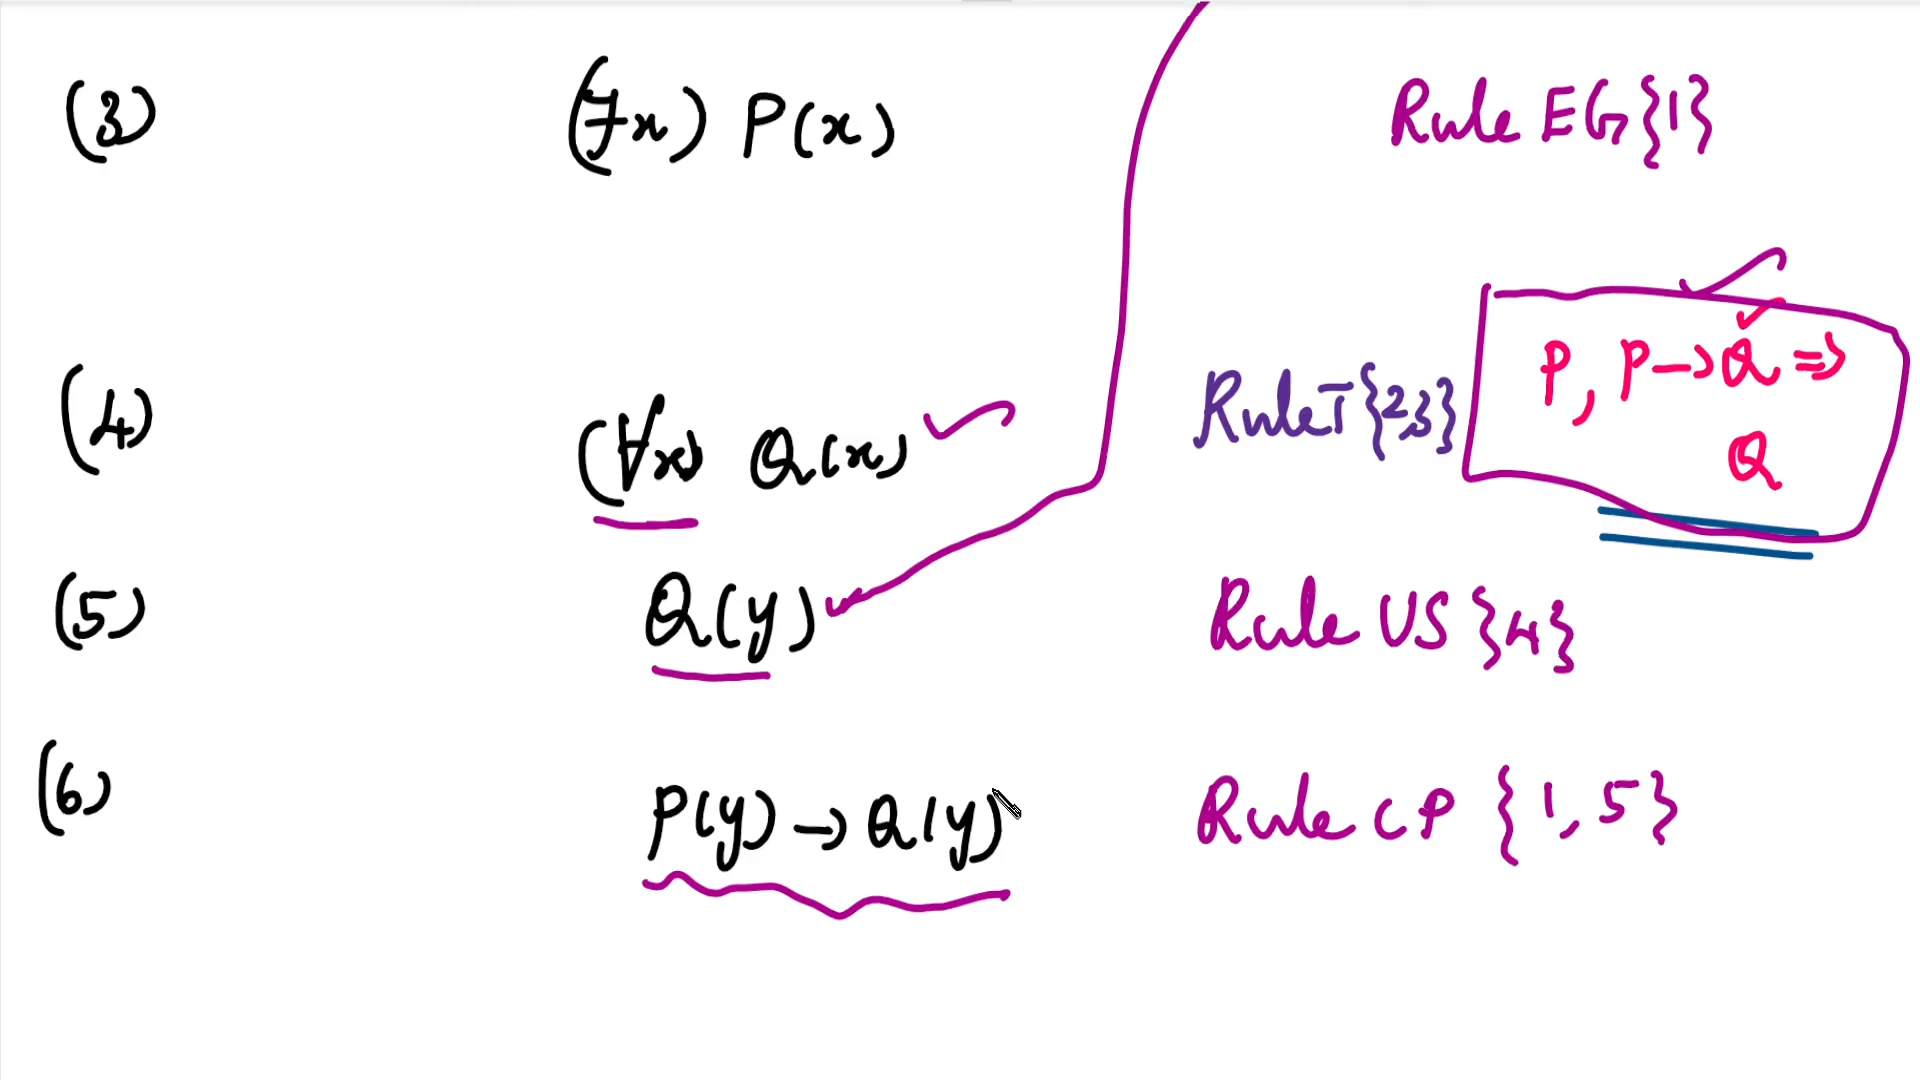 (3) (∃x) P(x) Rule EG{1}
(4) (∀x) Q(x) Rule T{2,3} P, P→Q ⇒
Q
(5) Q(y) Rule US {4}
(6) P(y) → Q(y) Rule CP {1,5}